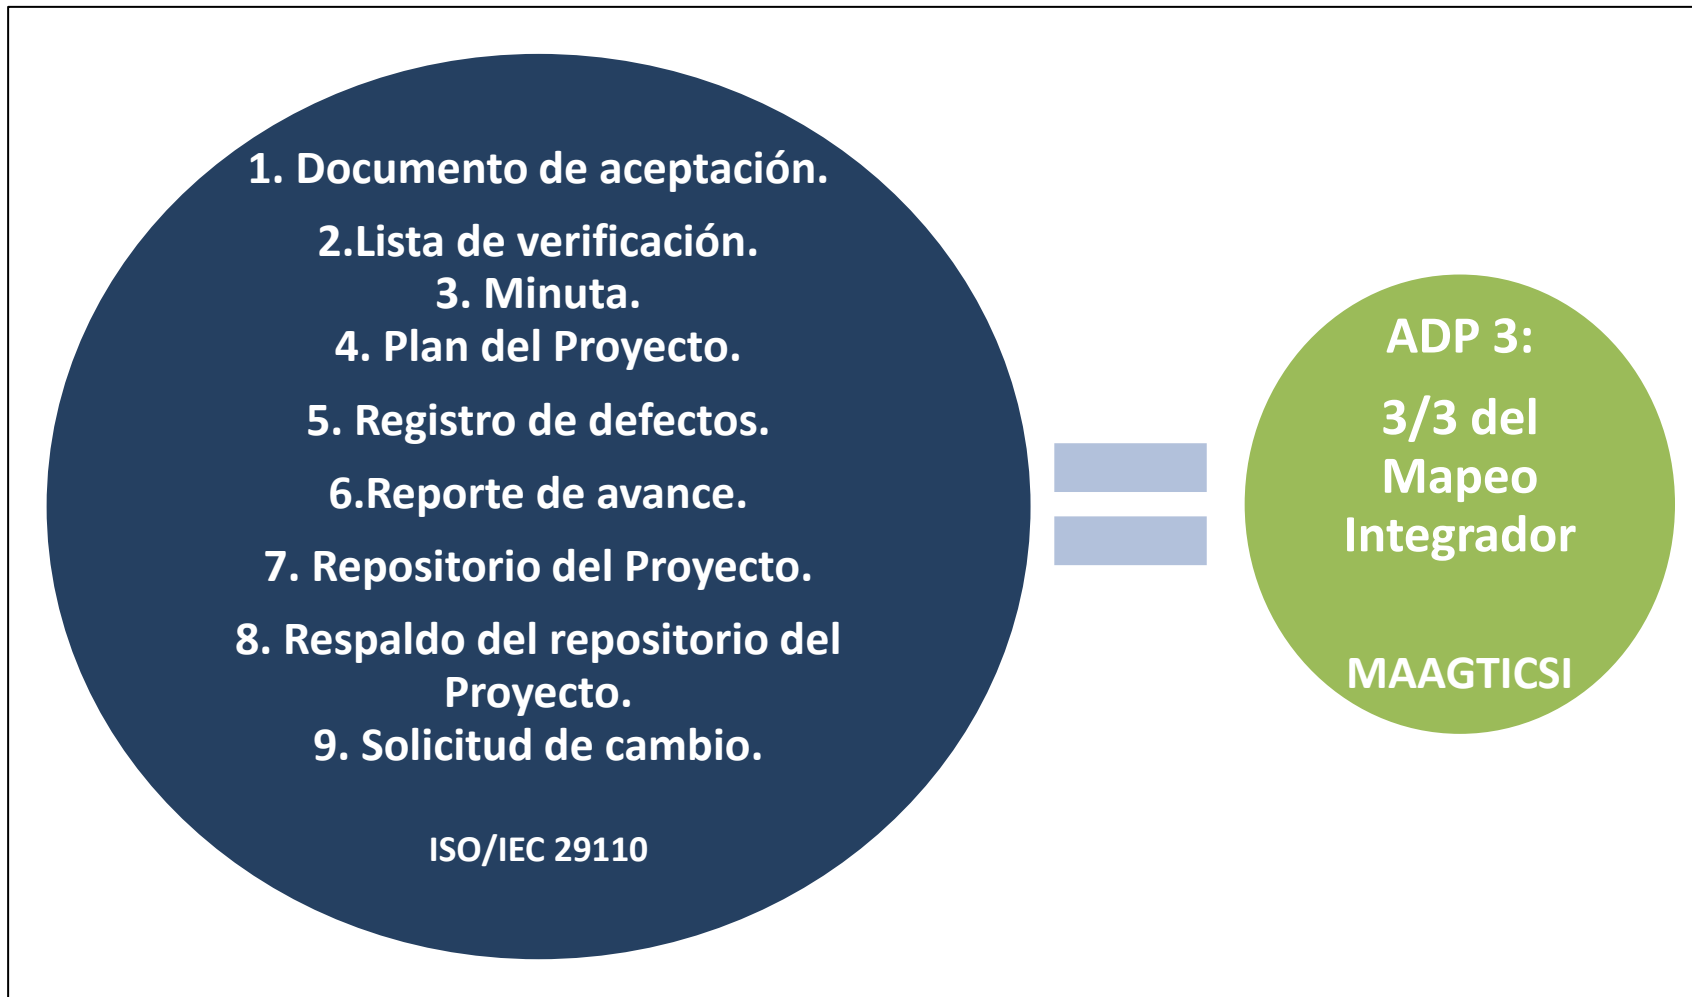 1. Documento de aceptación.
2.Lista de verificación.
3. Minuta.
4. Plan del Proyecto.
5. Registro de defectos.
6.Reporte de avance.
7. Repositorio del Proyecto.
8. Respaldo del repositorio del
Proyecto.
9. Solicitud de cambio.
ISO/IEC 29110
ADP 3:
3/3 del
Mapeo
Integrador
MAAGTICSI